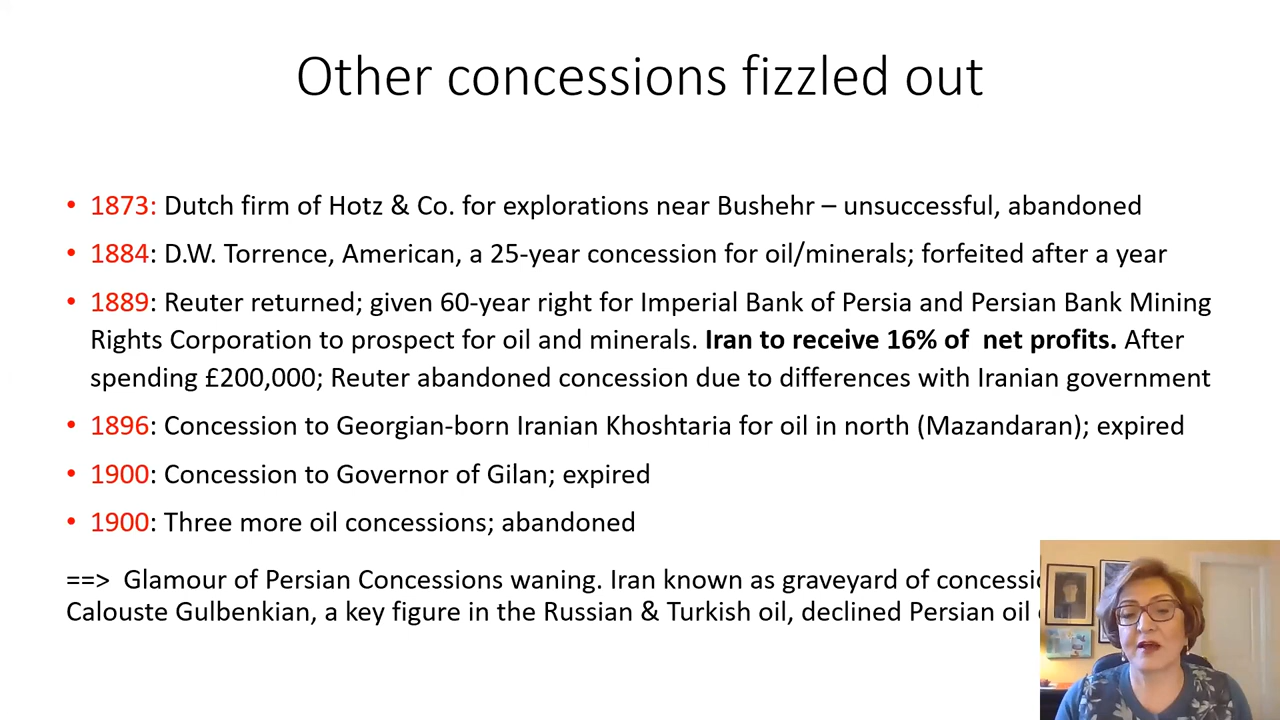 Other concessions fizzled out
• 1873: Dutch firm of Hotz & Co. for explorations near Bushehr – unsuccessful, abandoned
• 1884: D.W. Torrence, American, a 25-year concession for oil/minerals; forfeited after a year
• 1889: Reuter returned; given 60-year right for Imperial Bank of Persia and Persian Bank Mining
Rights Corporation to prospect for oil and minerals. Iran to receive 16% of net profits. After
spending £200,000; Reuter abandoned concession due to differences with Iranian government
• 1896: Concession to Georgian-born Iranian Khoshtaria for oil in north (Mazandaran); expired
• 1900: Concession to Governor of Gilan; expired
• 1900: Three more oil concessions; abandoned
==> Glamour of Persian Concessions waning. Iran known as graveyard of
Calouste Gulbenkian, a key figure in the Russian & Turkish oil, declined Persian oil